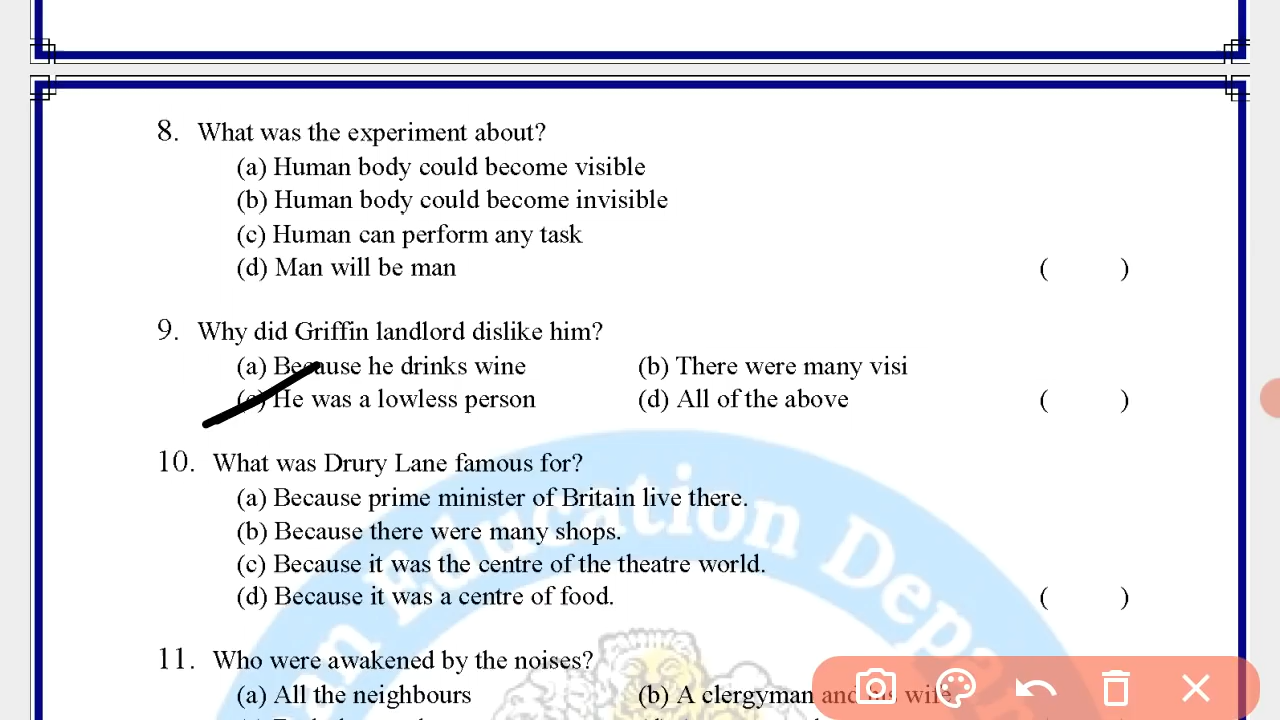 8. What was the experiment about?
(a) Human body could become visible
(b) Human body could become invisible
(c) Human can perform any task
(d) Man will be man ( )
9. Why did Griffin landlord dislike him?
(a) Because he drinks wine (b) There were many visi
(c) He was a lowless person (d) All of the above ( )
10. What was Drury Lane famous for?
(a) Because prime minister of Britain live there.
(b) Because there were many shops.
(c) Because it was the centre of the theatre world.
(d) Because it was a centre of food. ( )
11. Who were awakened by the noises?
(a) All the neighbours (b) A clergyman and his wife
Education Depar